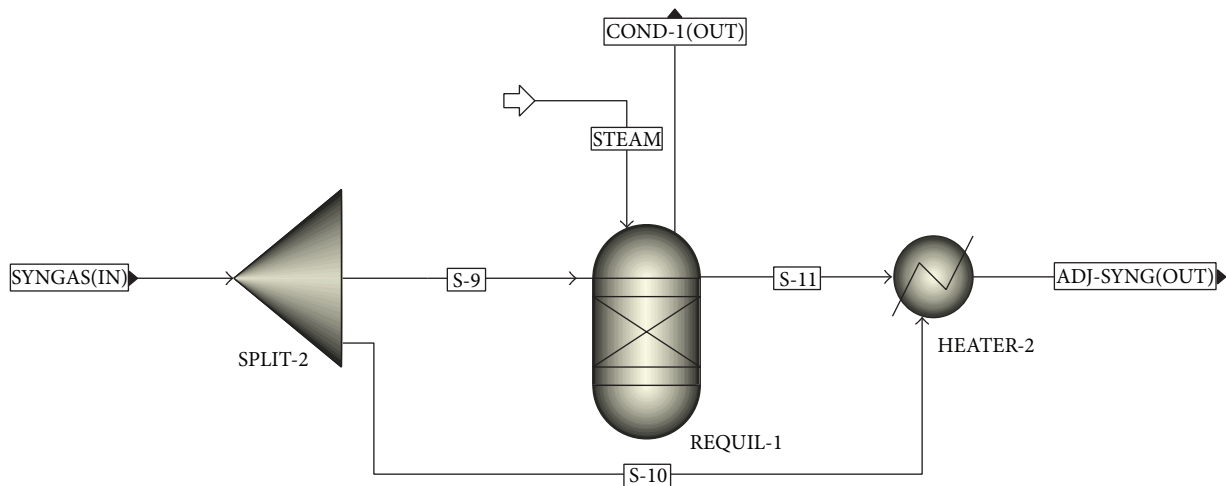 COND-1(OUT)
STEAM
SYNGAS(IN)
S-9
S-11
ADJ-SYNG(OUT)
SPLIT-2
HEATER-2
REQUIL-1
S-10